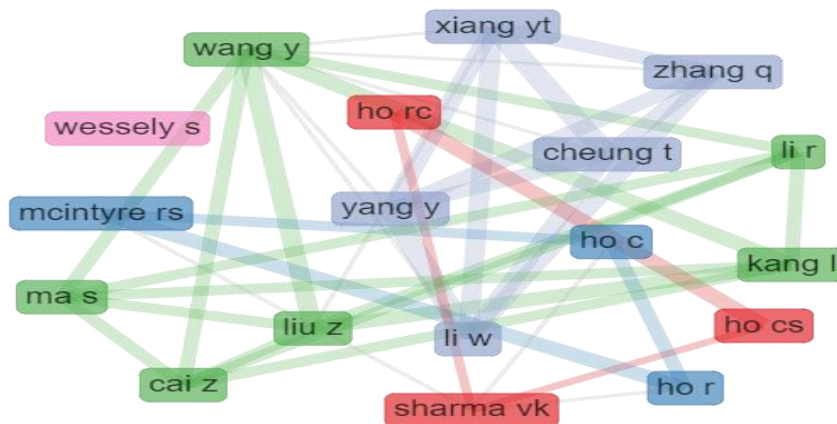 xiang yt
wang y
zhang q
ho rc
wessely s
cheung t
li r
yang y
mcintyre rs
ho c
kang l
ma s
liu z
ho cs
li w
cai z
ho r
sharma vk